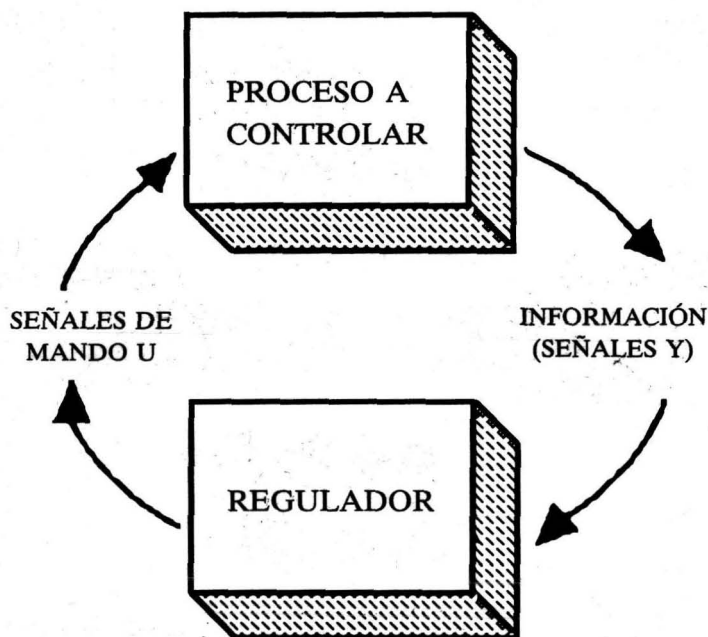 PROCESO A
CONTROLAR
SEÑALES DE
MANDO U
INFORMACIÓN
(SEÑALES Y)
REGULADOR